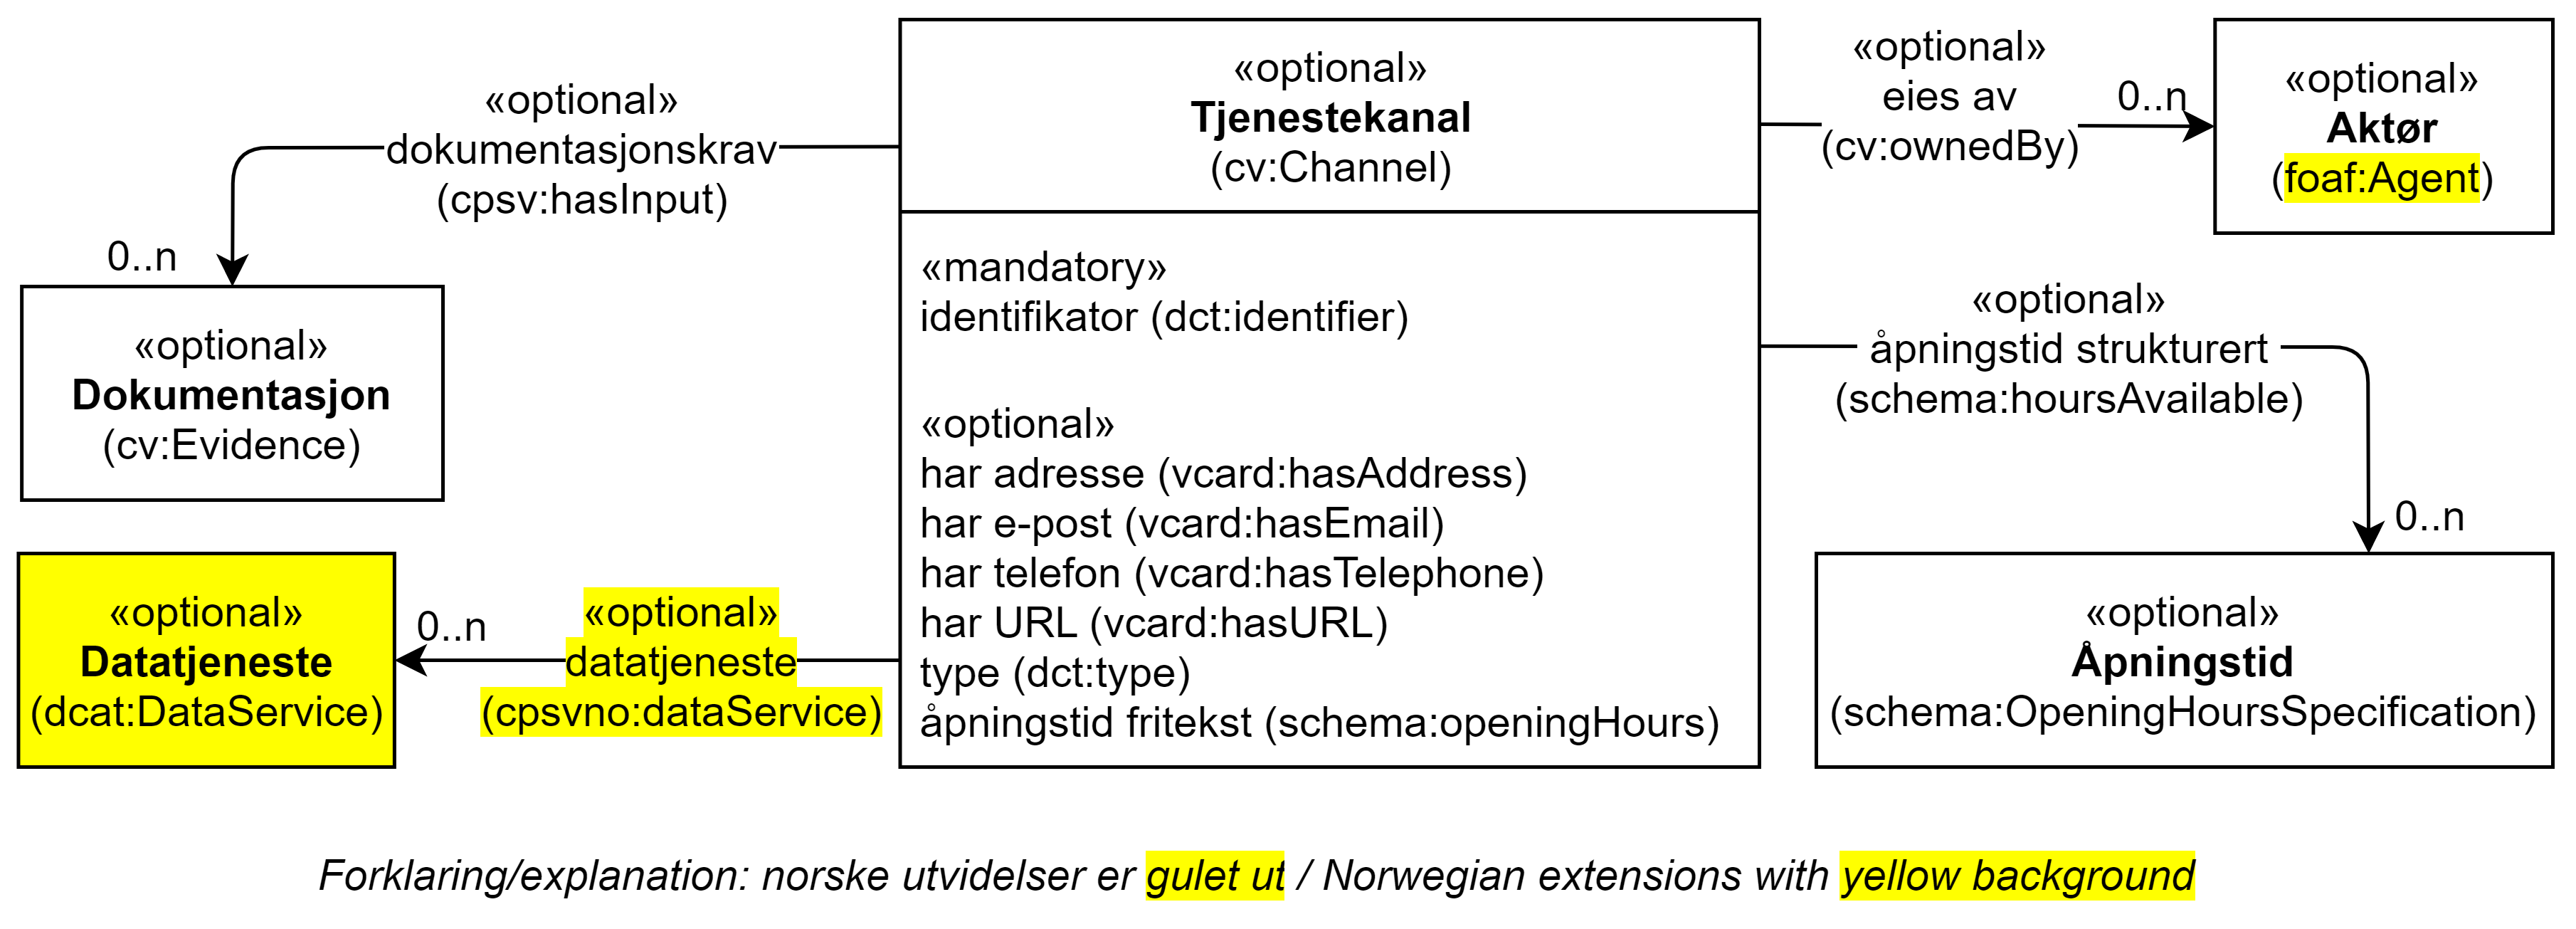 «optional»
dokumentasjonskrav
(cpsv:hasInput)
0..n
«optional»
Dokumentasjon
(cv:Evidence)
«optional»
Datatjeneste
(dcat:DataService)
0..n
«optional»
datatjeneste
(cpsvno:dataService)
«optional»
Tjenestekanal
(cv:Channel)
«mandatory»
identifikator (dct:identifier)
«optional»
har adresse (vcard:hasAddress)
har e-post (vcard:hasEmail)
har telefon (vcard:hasTelephone)
har URL (vcard:hasURL)
type (dct:type)
åpningstid fritekst (schema:openingHours)
«optional»
eies av
(cv:ownedBy)
0..n
«optional»
Aktør
(foaf:Agent)
«optional»
åpningstid strukturert
(schema:hoursAvailable)
0..n
«optional»
Åpningstid
(schema:OpeningHoursSpecification)
Forklaring/explanation: norske utvidelser er gulet ut / Norwegian extensions with yellow background